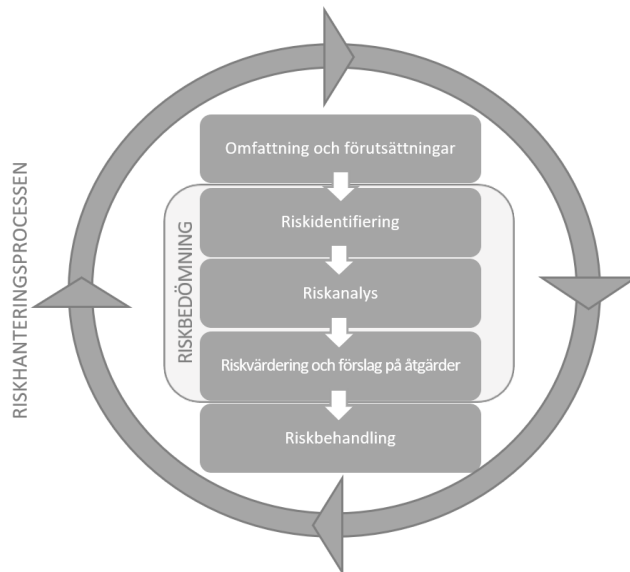 RISKHANTERINGSPROCESSEN
Omfattning och förutsättningar
RISKBEDÖMNING
Riskidentifiering
Riskanalys
Riskvärdering och förslag på åtgärder
Riskbehandling